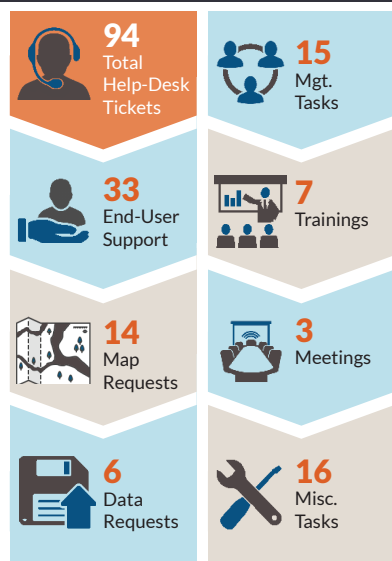 94
Total
Help-Desk
Tickets
33
End-User
Support
14
Map
Requests
6
Data
Requests
15
Mgt.
Tasks
7
Trainings
3
Meetings
16
Misc.
Tasks